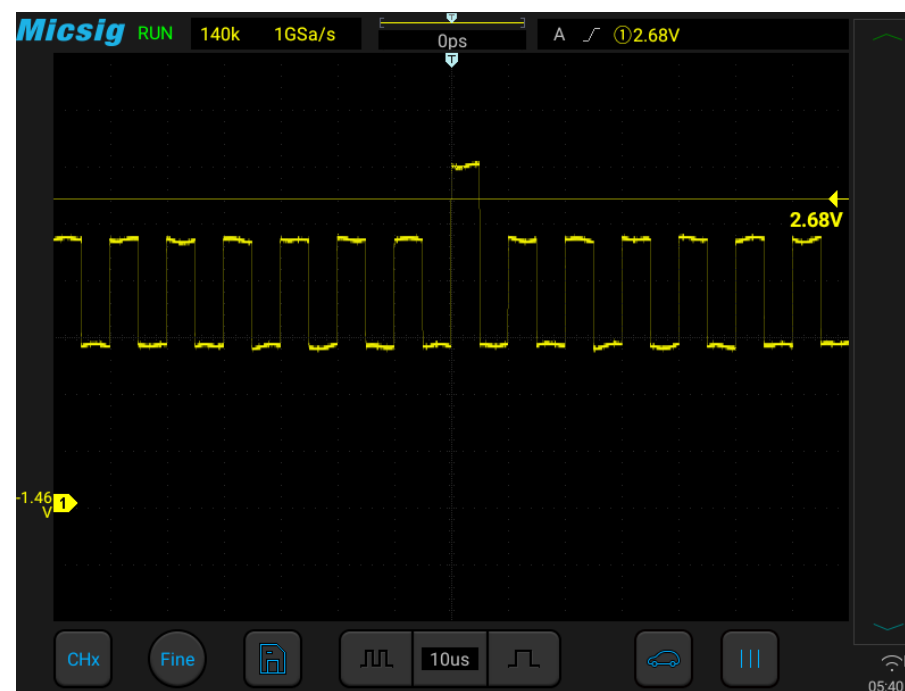 Micsig RUN 140k 1GSa/s 0ps A ①2.68V
T
T
2.68V
-1.46
V
1
CHx Fine 10us
05:40